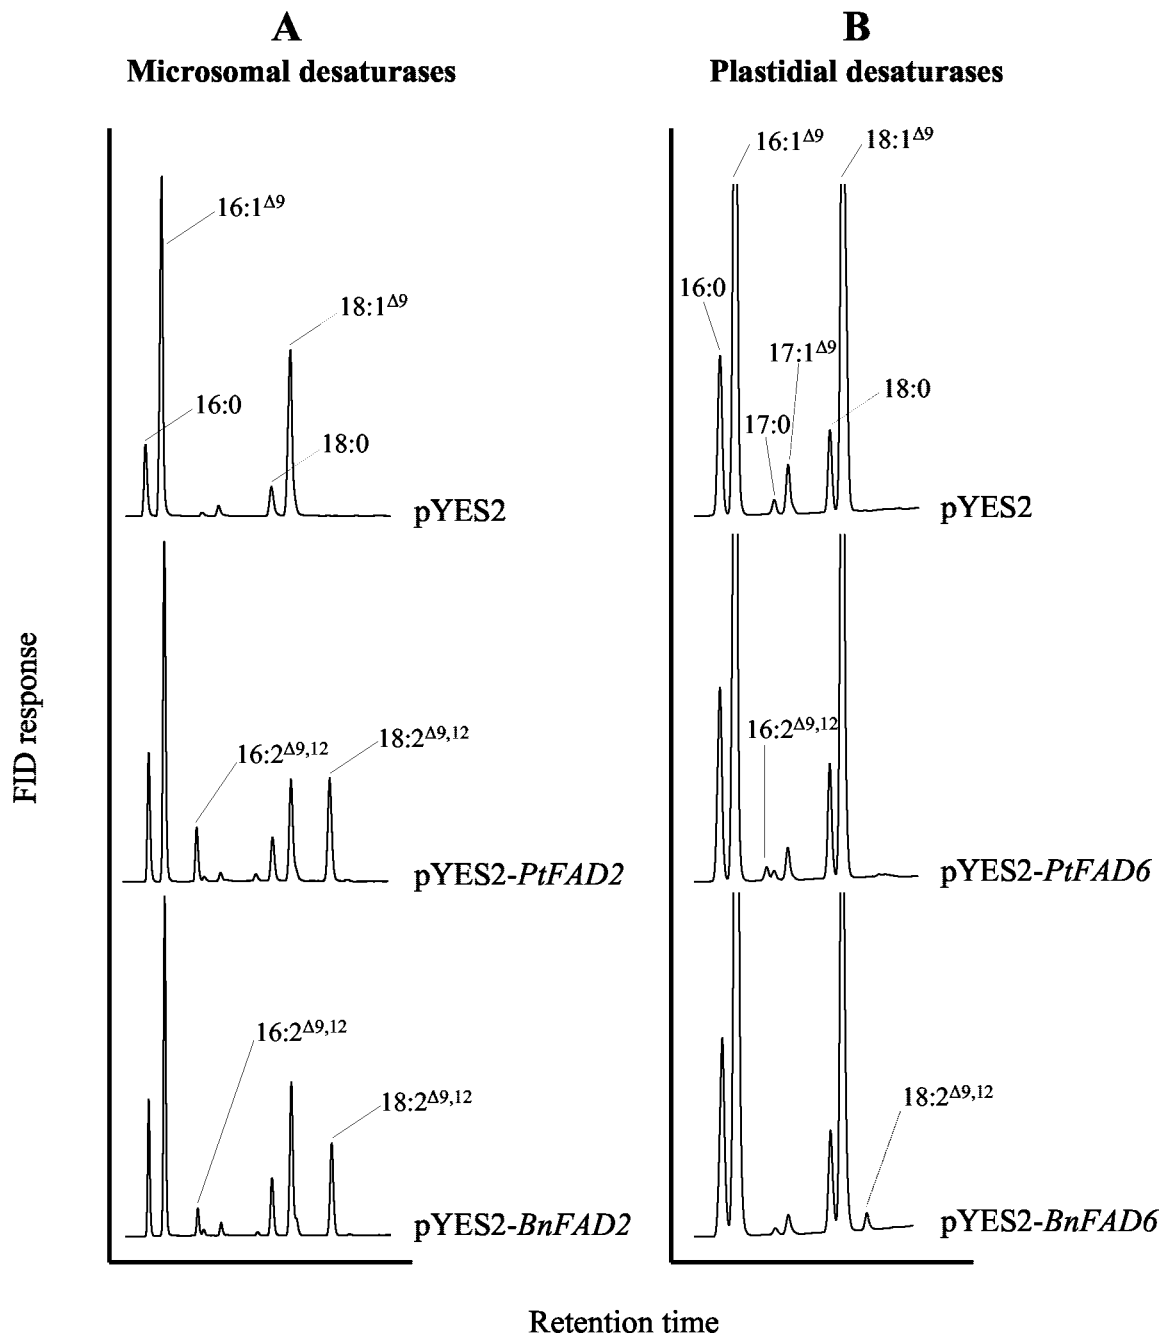 A
Microsomal desaturases
16:1Δ9
18:1Δ9
16:0
18:0
pYES2
16:2Δ9,12
18:2Δ9,12
pYES2-PtFAD2
16:2Δ9,12
18:2Δ9,12
pYES2-BnFAD2
B
Plastidial desaturases
16:1Δ9
18:1Δ9
16:0
17:1Δ9
18:0
17:0
pYES2
16:2Δ9,12
pYES2-PtFAD6
18:2Δ9,12
pYES2-BnFAD6
FID response
Retention time